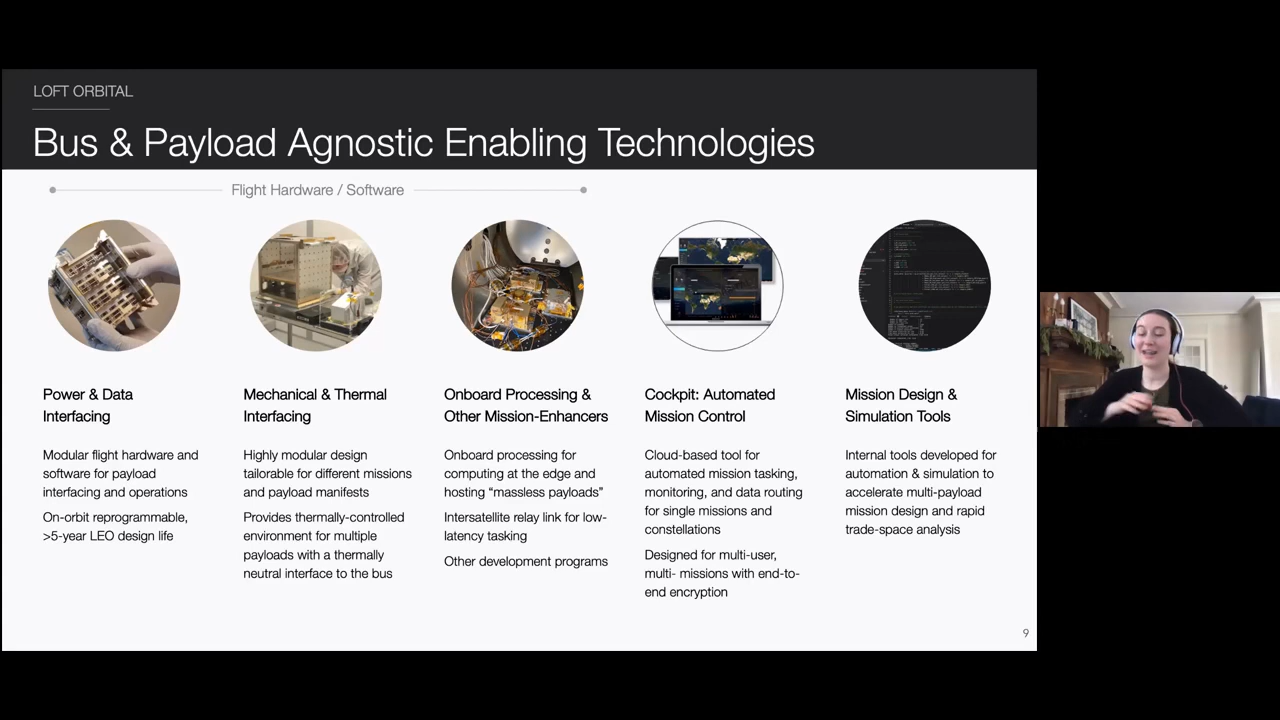 LOFT ORBITAL
Bus & Payload Agnostic Enabling Technologies
Flight Hardware / Software
Power & Data
Interfacing
Modular flight hardware and
software for payload
interfacing and operations
On-orbit reprogrammable,
>5-year LEO design life
Mechanical & Thermal
Interfacing
Highly modular design
tailorable for different missions
and payload manifests
Provides thermally-controlled
environment for multiple
payloads with a thermally
neutral interface to the bus
Onboard Processing &
Other Mission-Enhancers
Onboard processing for
computing at the edge and
hosting “massless payloads”
Intersatellite relay link for low-
latency tasking
Other development programs
Cockpit: Automated
Mission Control
Cloud-based tool for
automated mission tasking,
monitoring, and data routing
for single missions and
constellations
Designed for multi-user,
multi- missions with end-to-
end encryption
Mission Design &
Simulation Tools
Internal tools developed for
automation & simulation to
accelerate multi-payload
mission design and rapid
trade-space analysis
9